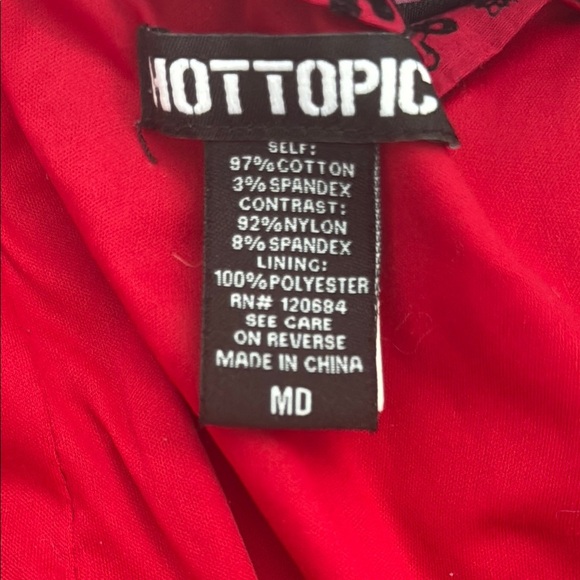 HOTTOPIC
SELF:
97%COTTON
3%SPANDEX
CONTRAST:
92%NYLON
8%SPANDEX
LINING:
100%POLYESTER
RN# 120684
SEE CARE
ON REVERSE
MADE IN CHINA
MD